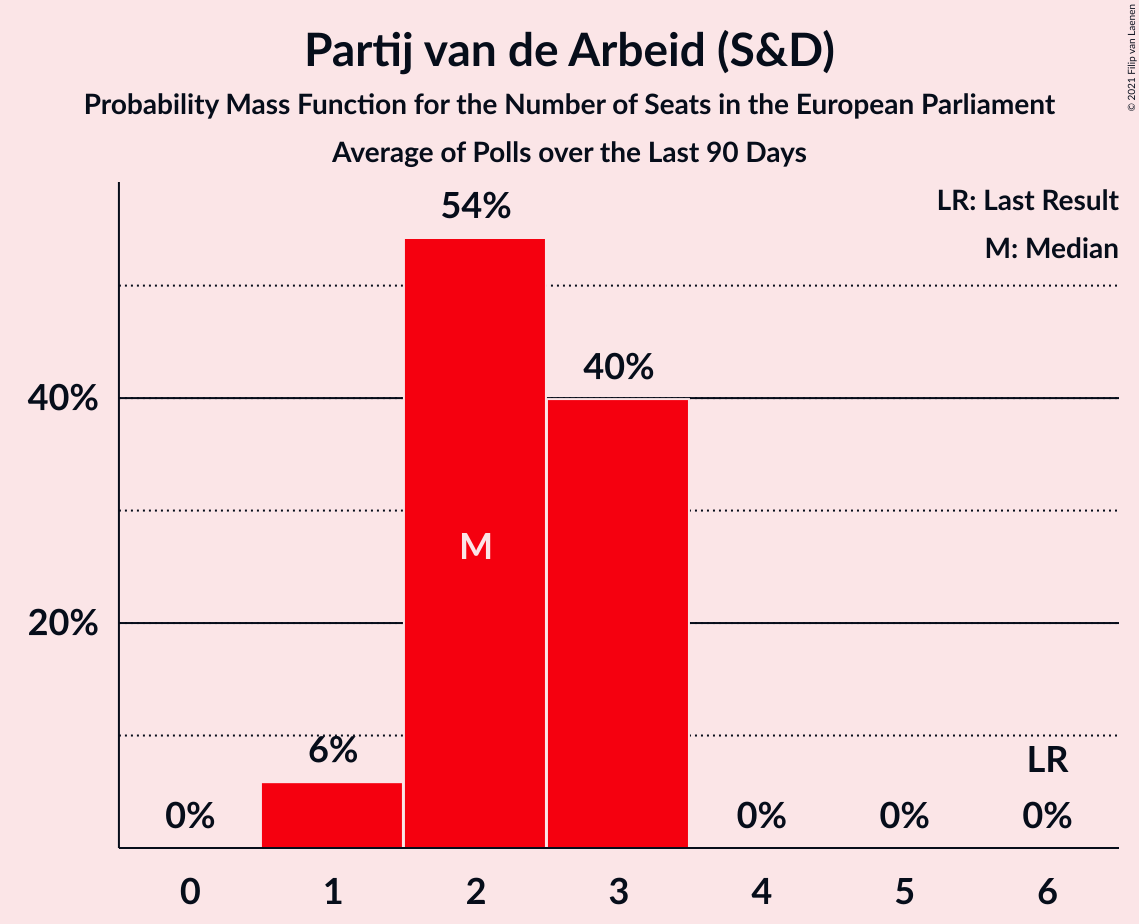 Partij van de Arbeid (S&D)
Probability Mass Function for the Number of Seats in the European Parliament
Average of Polls over the Last 90 Days
© 2021 Filip van Laenen
LR: Last Result
M: Median
54%
40%
40%
M
20%
6%
LR
0%
0%
0%
0%
0 1 2 3 4 5 6